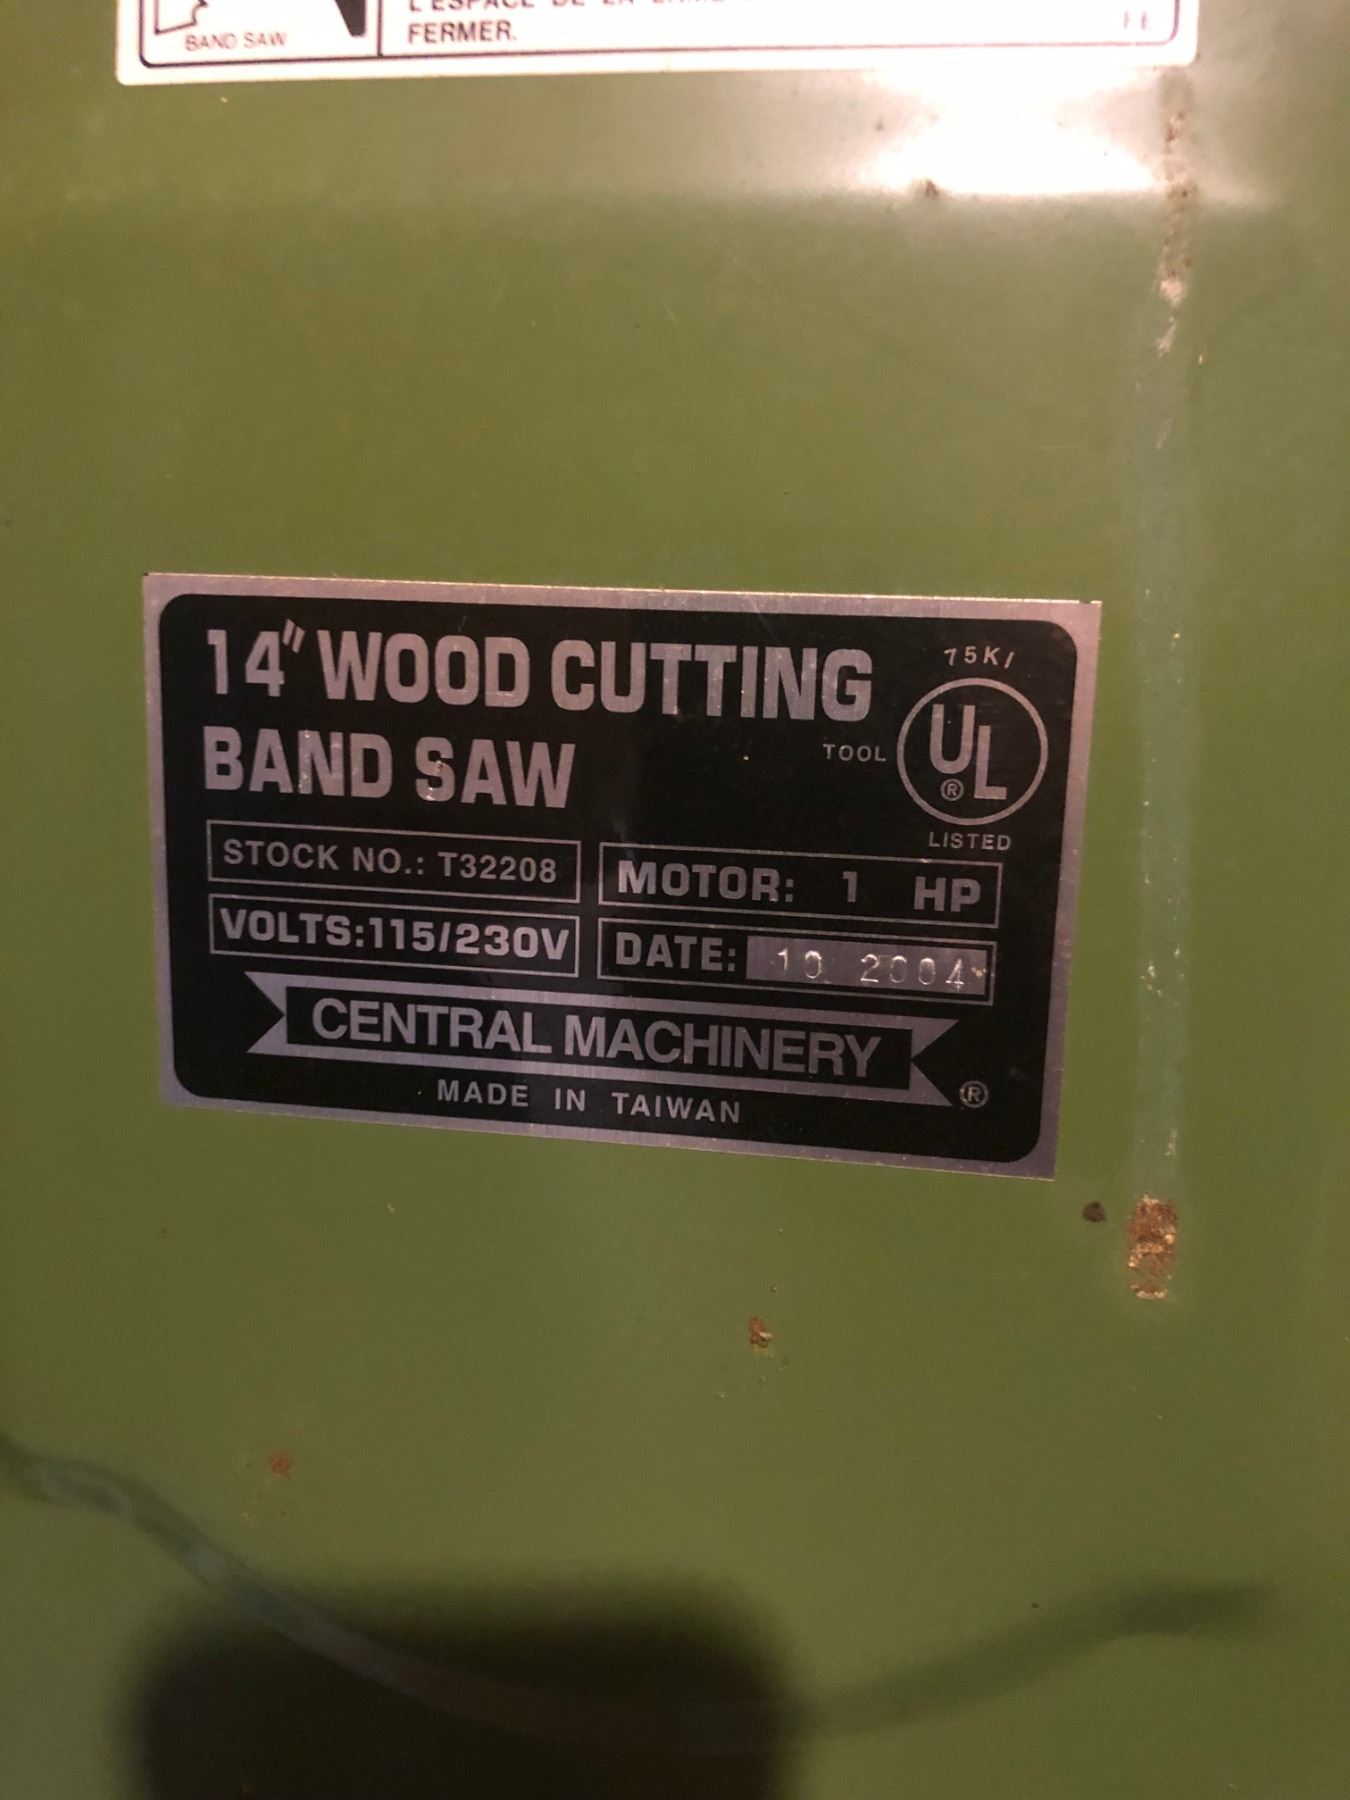 BAND SAW
FERMER.
14" WOOD CUTTING
BAND SAW
75K1
TOOL
UL
®
LISTED
STOCK NO.: T32208
MOTOR: 1 HP
VOLTS:115/230V
DATE: 10 2004
CENTRAL MACHINERY
®
MADE IN TAIWAN